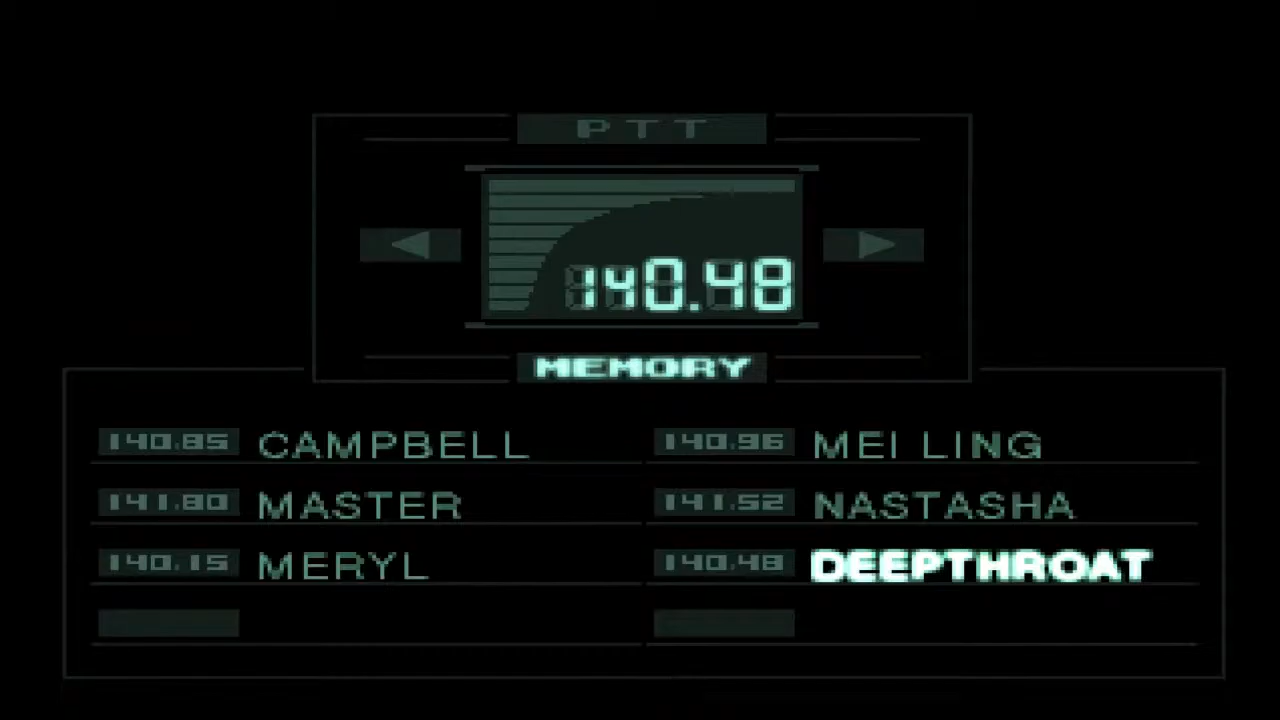 PTT
140.48
MEMORY
140.85 CAMPBELL 140.96 MEI LING
141.80 MASTER 141.52 NASTASHA
140.15 MERYL 140.48 DEEPTHROAT